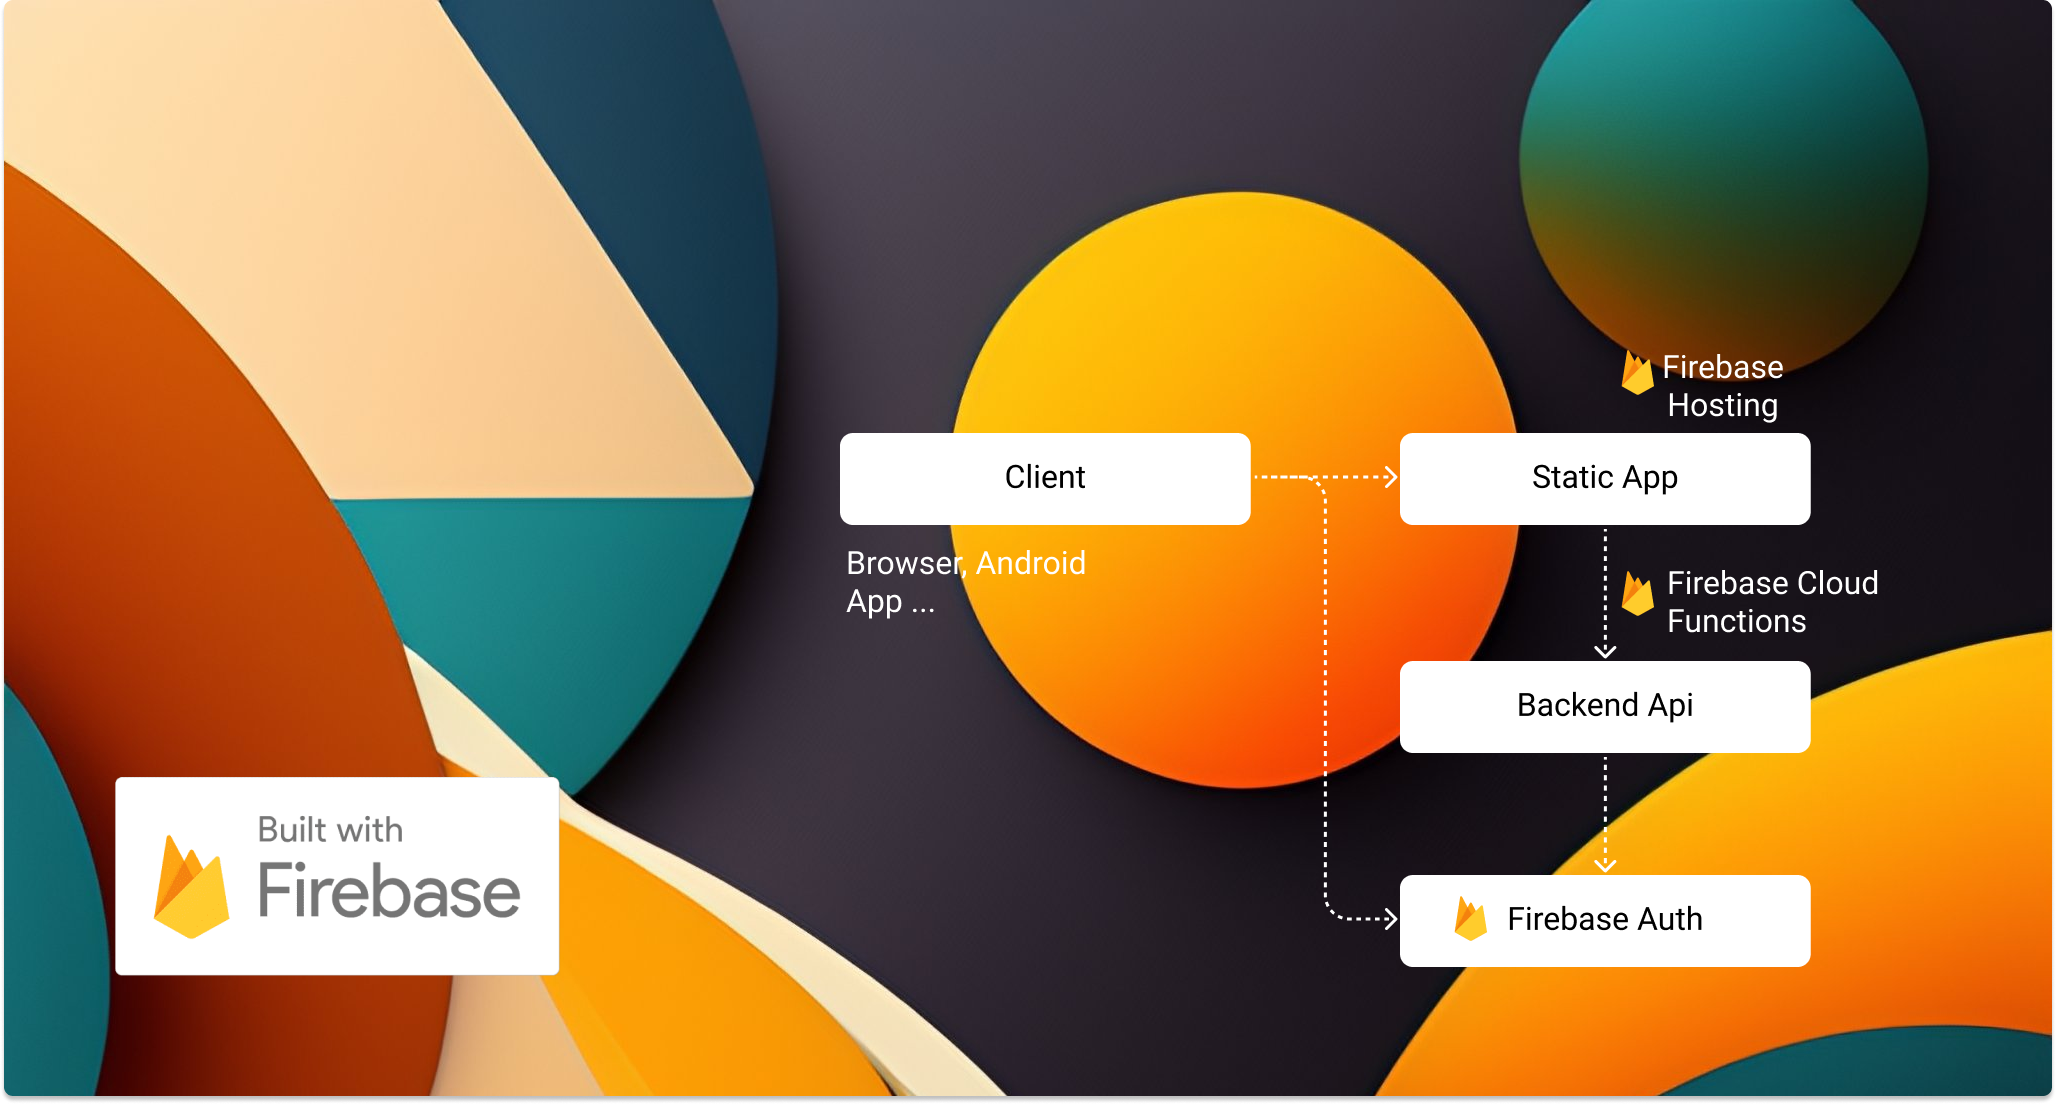 Firebase
Hosting
Client
Static App
Browser, Android
App ...
Firebase Cloud
Functions
Backend Api
Built with
Firebase
Firebase Auth